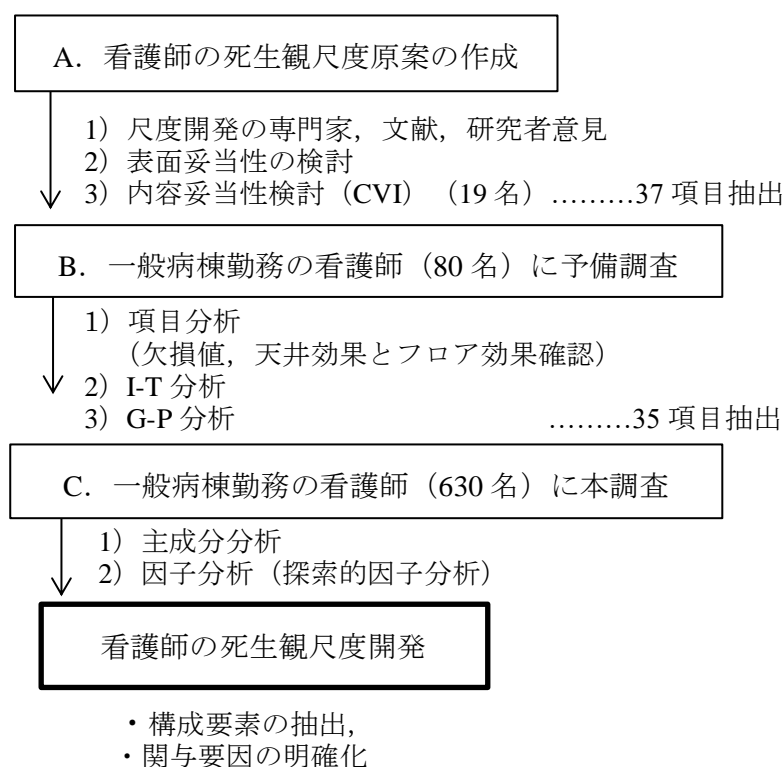 A．看護師の死生観尺度原案の作成
1）尺度開発の専門家，文献，研究者意見
2）表面妥当性の検討
3）内容妥当性検討（CVI）（19 名）………37 項目抽出
B．一般病棟勤務の看護師（80 名）に予備調査
1）項目分析
（欠損値，天井効果とフロア効果確認）
2）I-T 分析
3）G-P 分析 ………35 項目抽出
C．一般病棟勤務の看護師（630 名）に本調査
1）主成分分析
2）因子分析（探索的因子分析）
看護師の死生観尺度開発
・構成要素の抽出，
・関与要因の明確化